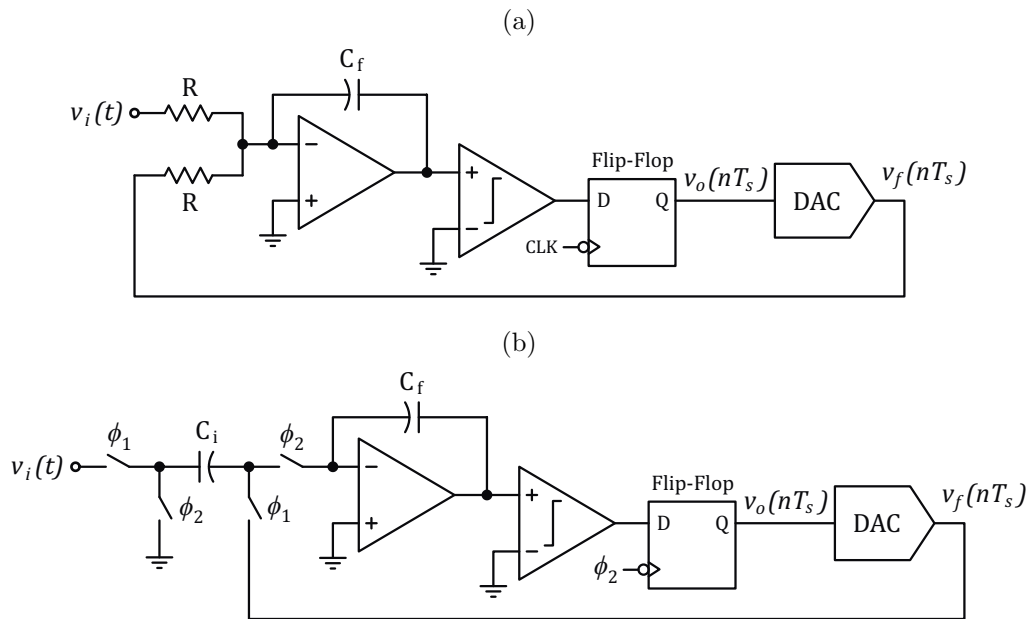 (a)
C_f
R
v_i(t)
R
Flip-Flop
v_o(nT_s)
v_f(nT_s)
D Q
DAC
CLK
(b)
C_f
ϕ_1
C_i
ϕ_2
v_i(t)
ϕ_2
ϕ_1
Flip-Flop
v_o(nT_s)
v_f(nT_s)
D Q
DAC
ϕ_2